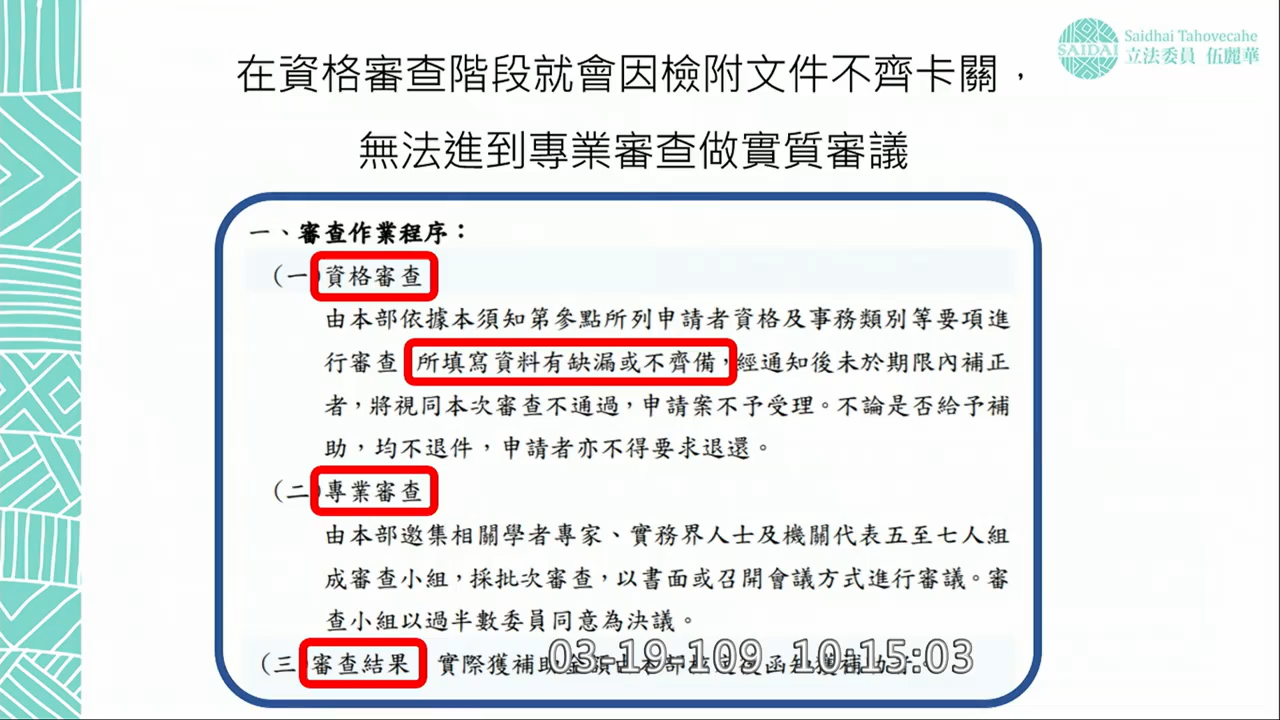 在資格審查階段就會因檢附文件不齊卡關，
無法進到專業審查做實質審議
SAIDAI
Saidhai Tahovecahe
立法委員 伍麗華
一、審查作業程序：
（一）資格審查
由本部依據本須知第參點所列申請者資格及事務類別等要項進
行審查，所填寫資料有缺漏或不齊備，經通知後未於期限內補正
者，將視同本次審查不通過，申請案不予受理。不論是否給予補
助，均不退件，申請者亦不得要求退還。
（二）專業審查
由本部邀集相關學者專家、實務界人士及機關代表五至七人組
成審查小組，採批次審查，以書面或召開會議方式進行審議。審
查小組以過半數委員同意為決議。
（三）審查結果 實際獲補助
03-19-109 10:15:03